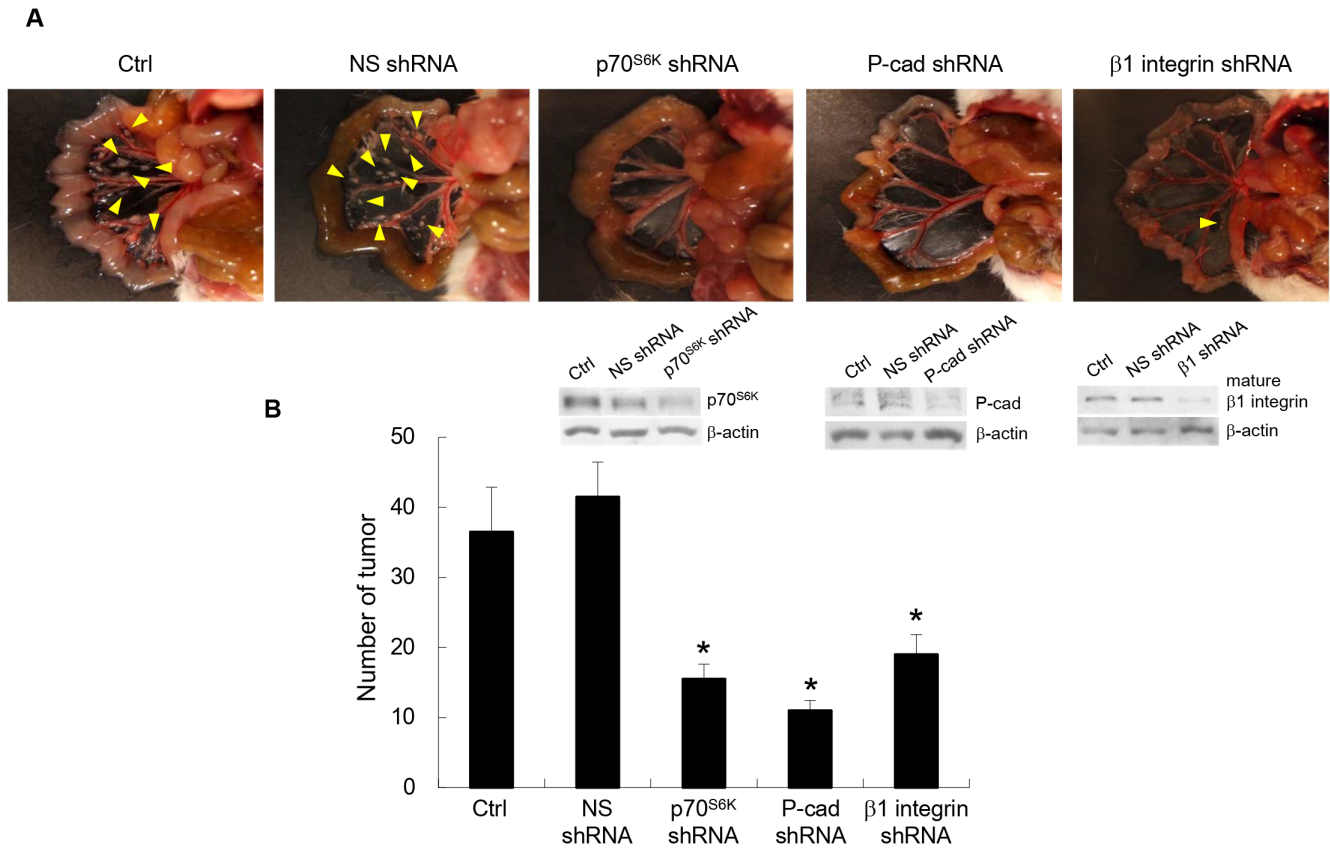 A
Ctrl
NS shRNA
p70S6K shRNA
P-cad shRNA
β1 integrin shRNA
Ctrl
NS shRNA
p70S6K shRNA
p70S6K
β-actin
Ctrl
NS shRNA
P-cad shRNA
P-cad
β-actin
Ctrl
NS shRNA
β1 shRNA
mature
β1 integrin
β-actin
B
Number of tumor
50
40
30
20
10
0
*
*
*
Ctrl
NS
shRNA
p70S6K
shRNA
P-cad
shRNA
β1 integrin
shRNA